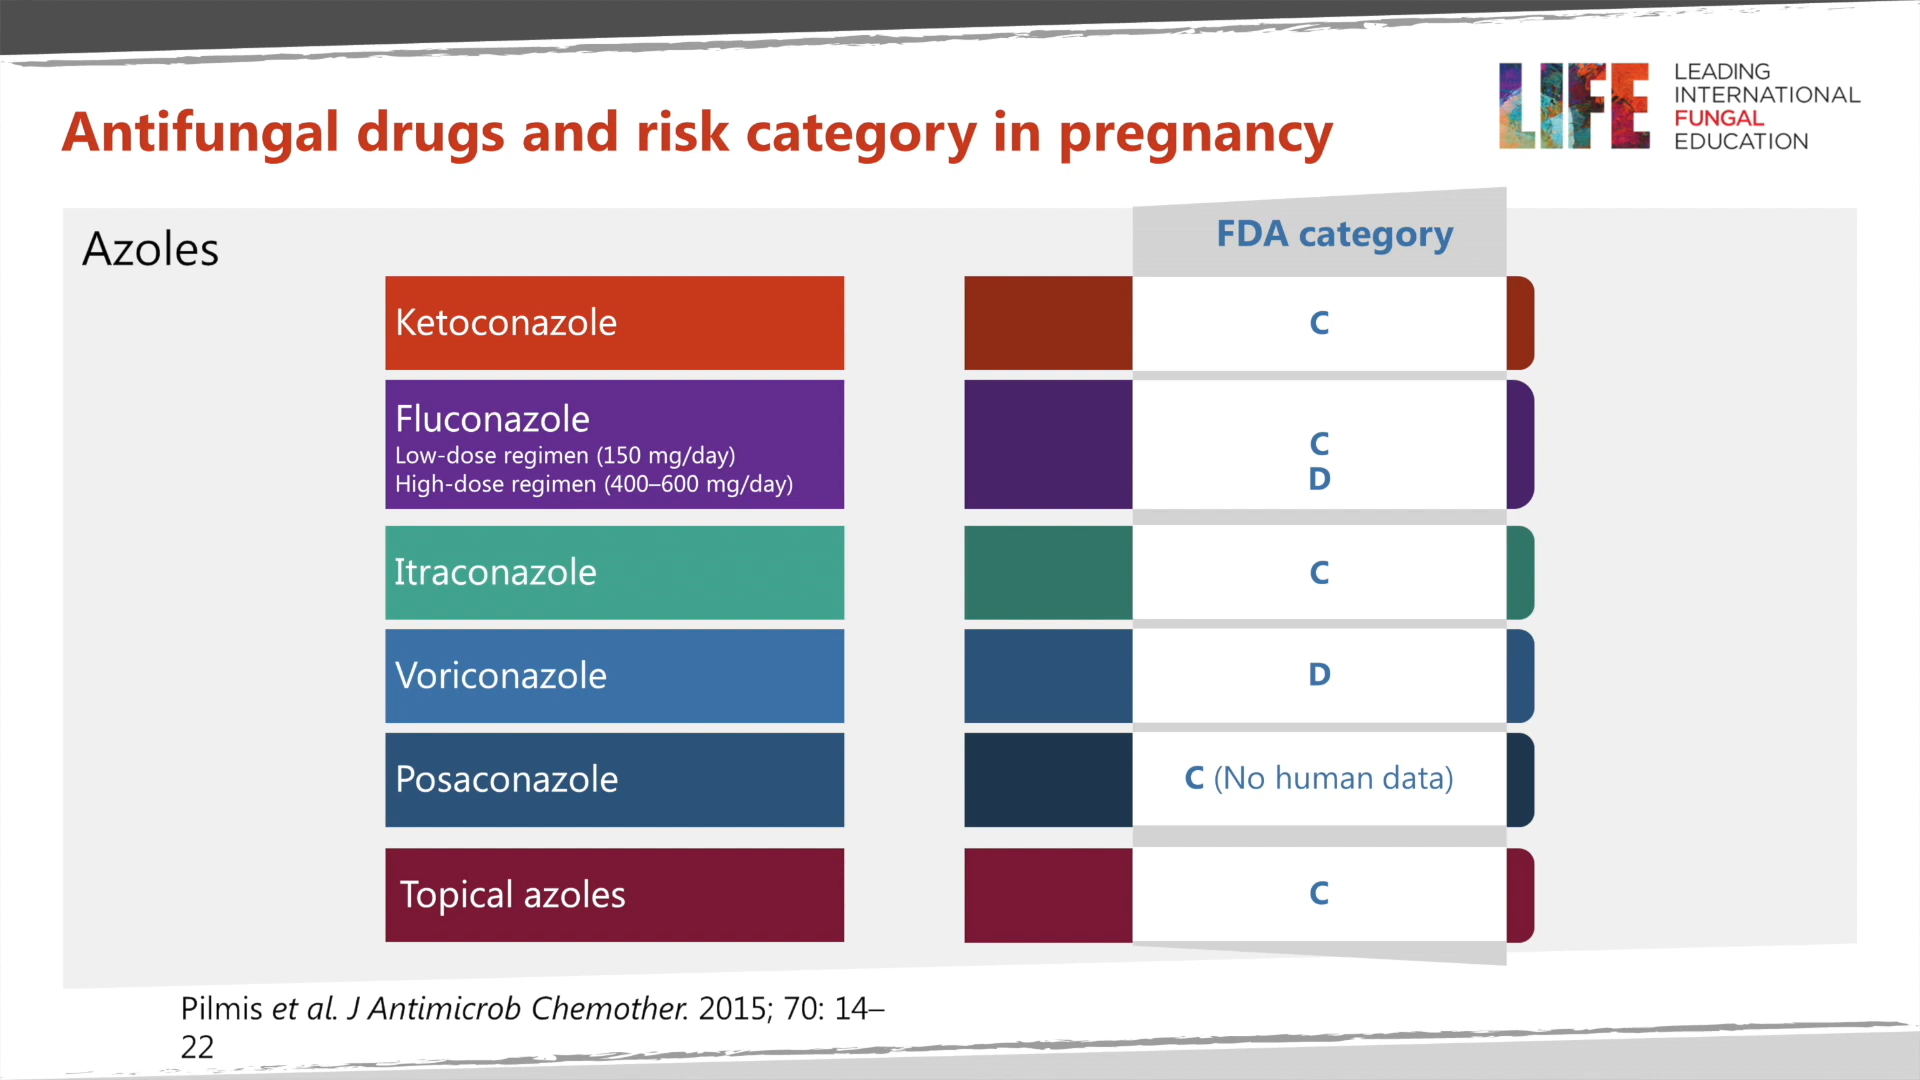 LIFE
LEADING
INTERNATIONAL
FUNGAL
EDUCATION
Antifungal drugs and risk category in pregnancy
Azoles
FDA category
Ketoconazole
C
Fluconazole
Low-dose regimen (150 mg/day)
C
High-dose regimen (400–600 mg/day)
D
Itraconazole
C
Voriconazole
D
Posaconazole
C (No human data)
Topical azoles
C
Pilmis et al. J Antimicrob Chemother. 2015; 70: 14–
22